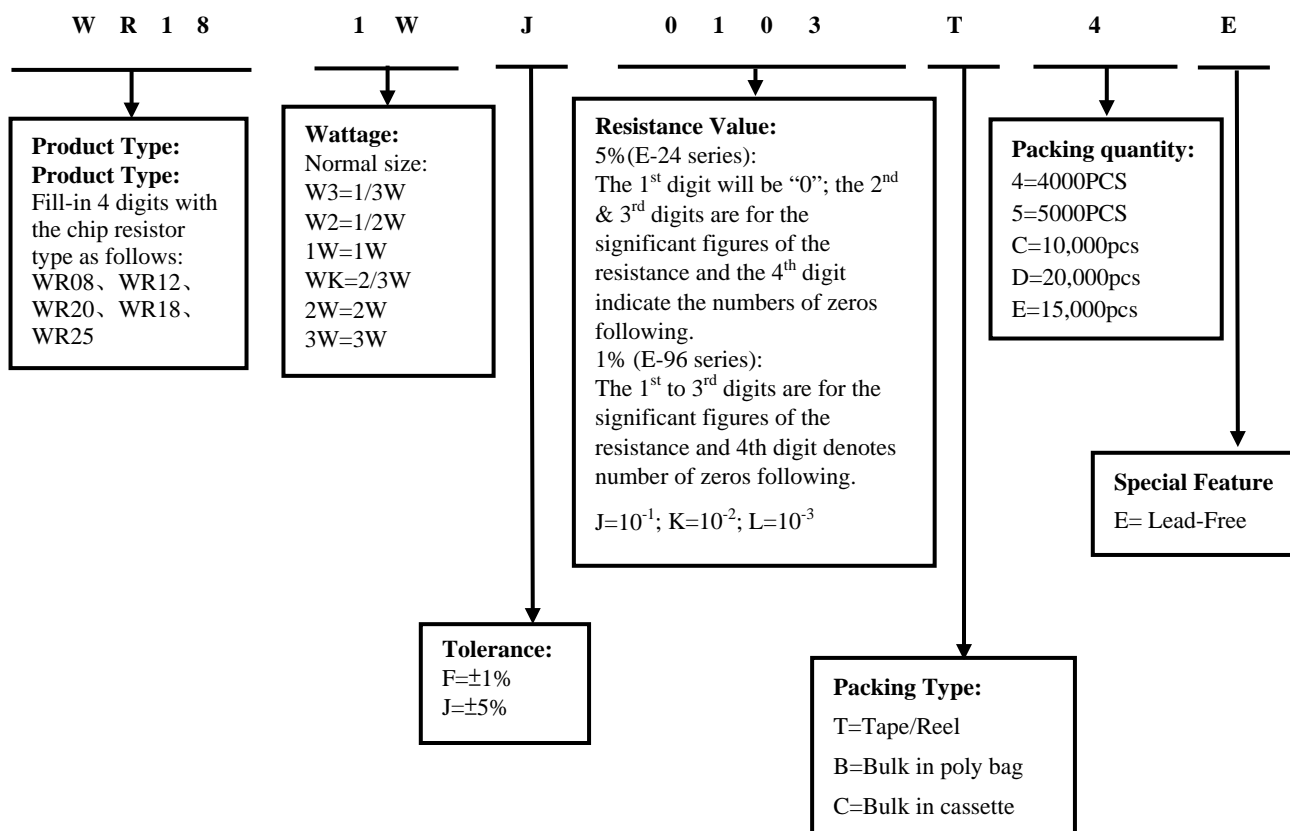 W R 1 8 1 W J 0 1 0 3 T 4 E
Product Type:
Product Type:
Fill-in 4 digits with
the chip resistor
type as follows:
WR08、WR12、
WR20、WR18、
WR25
Wattage:
Normal size:
W3=1/3W
W2=1/2W
1W=1W
WK=2/3W
2W=2W
3W=3W
Resistance Value:
5%(E-24 series):
The 1st digit will be “0”; the 2nd
& 3rd digits are for the
significant figures of the
resistance and the 4th digit
indicate the numbers of zeros
following.
1% (E-96 series):
The 1st to 3rd digits are for the
significant figures of the
resistance and 4th digit denotes
number of zeros following.
J=10-1; K=10-2; L=10-3
Packing quantity:
4=4000PCS
5=5000PCS
C=10,000pcs
D=20,000pcs
E=15,000pcs
Special Feature
E= Lead-Free
Tolerance:
F=±1%
J=±5%
Packing Type:
T=Tape/Reel
B=Bulk in poly bag
C=Bulk in cassette